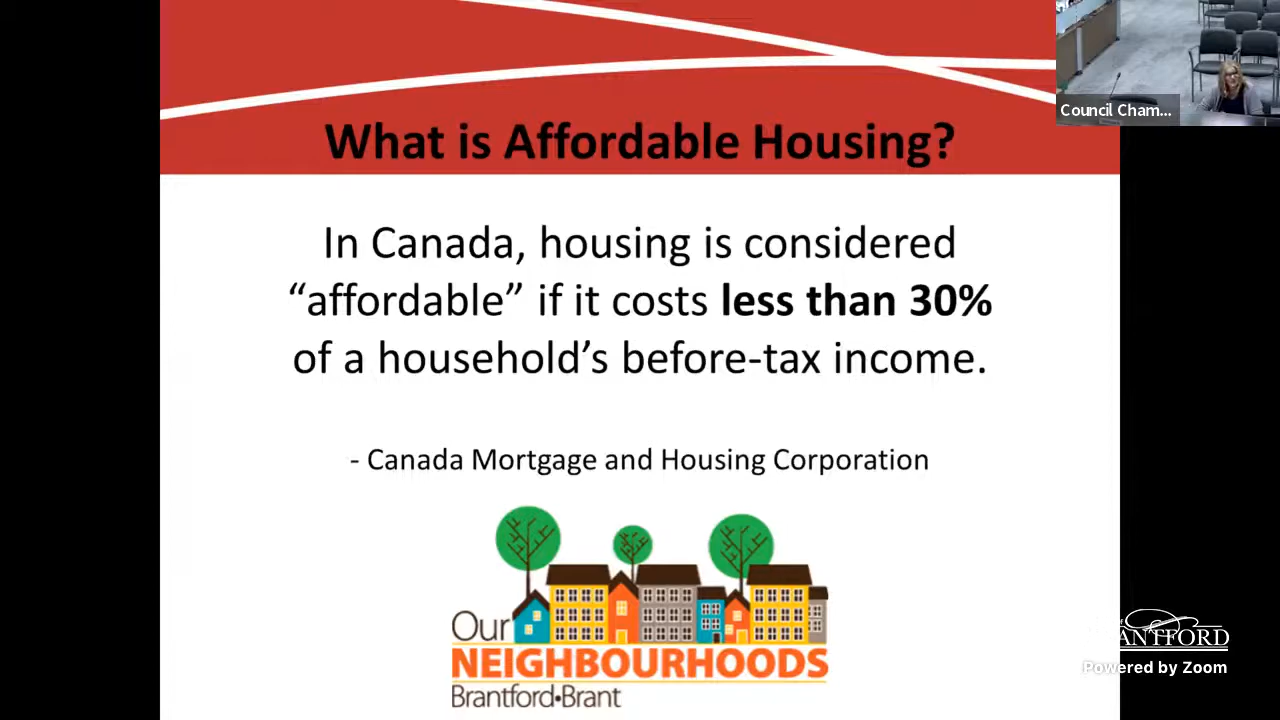 Council Cham...
What is Affordable Housing?
In Canada, housing is considered
“affordable” if it costs less than 30%
of a household’s before-tax income.
- Canada Mortgage and Housing Corporation
Our
NEIGHBOURHOODS
Brantford•Brant
Powered by Zoom